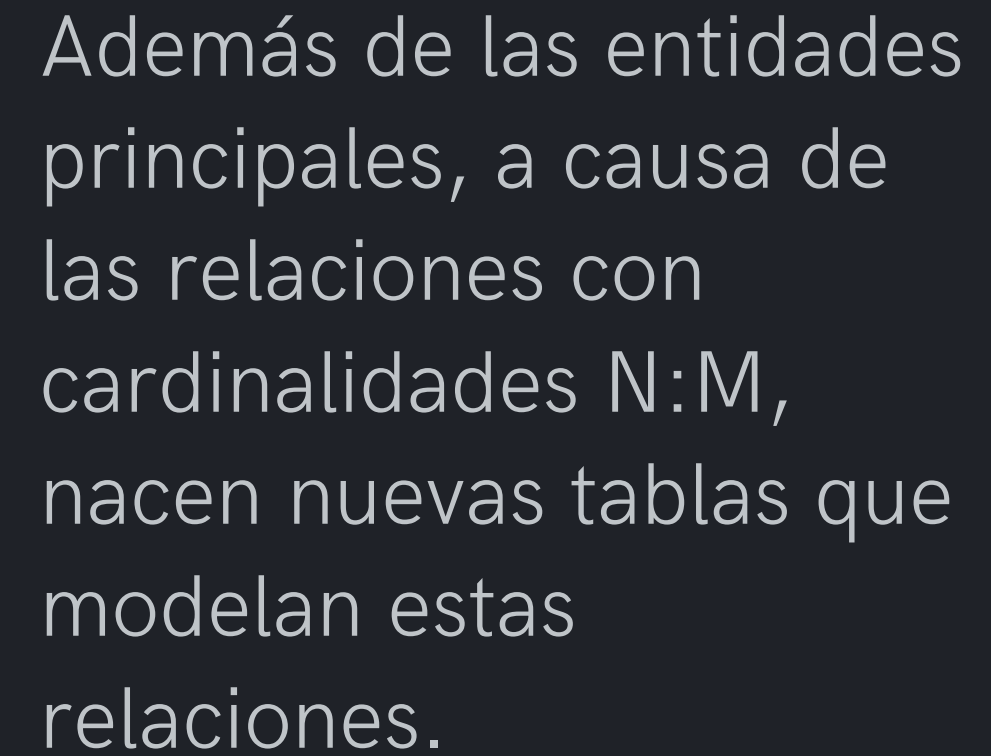 Además de las entidades
principales, a causa de
las relaciones con
cardinalidades N:M,
nacen nuevas tablas que
modelan estas
relaciones.